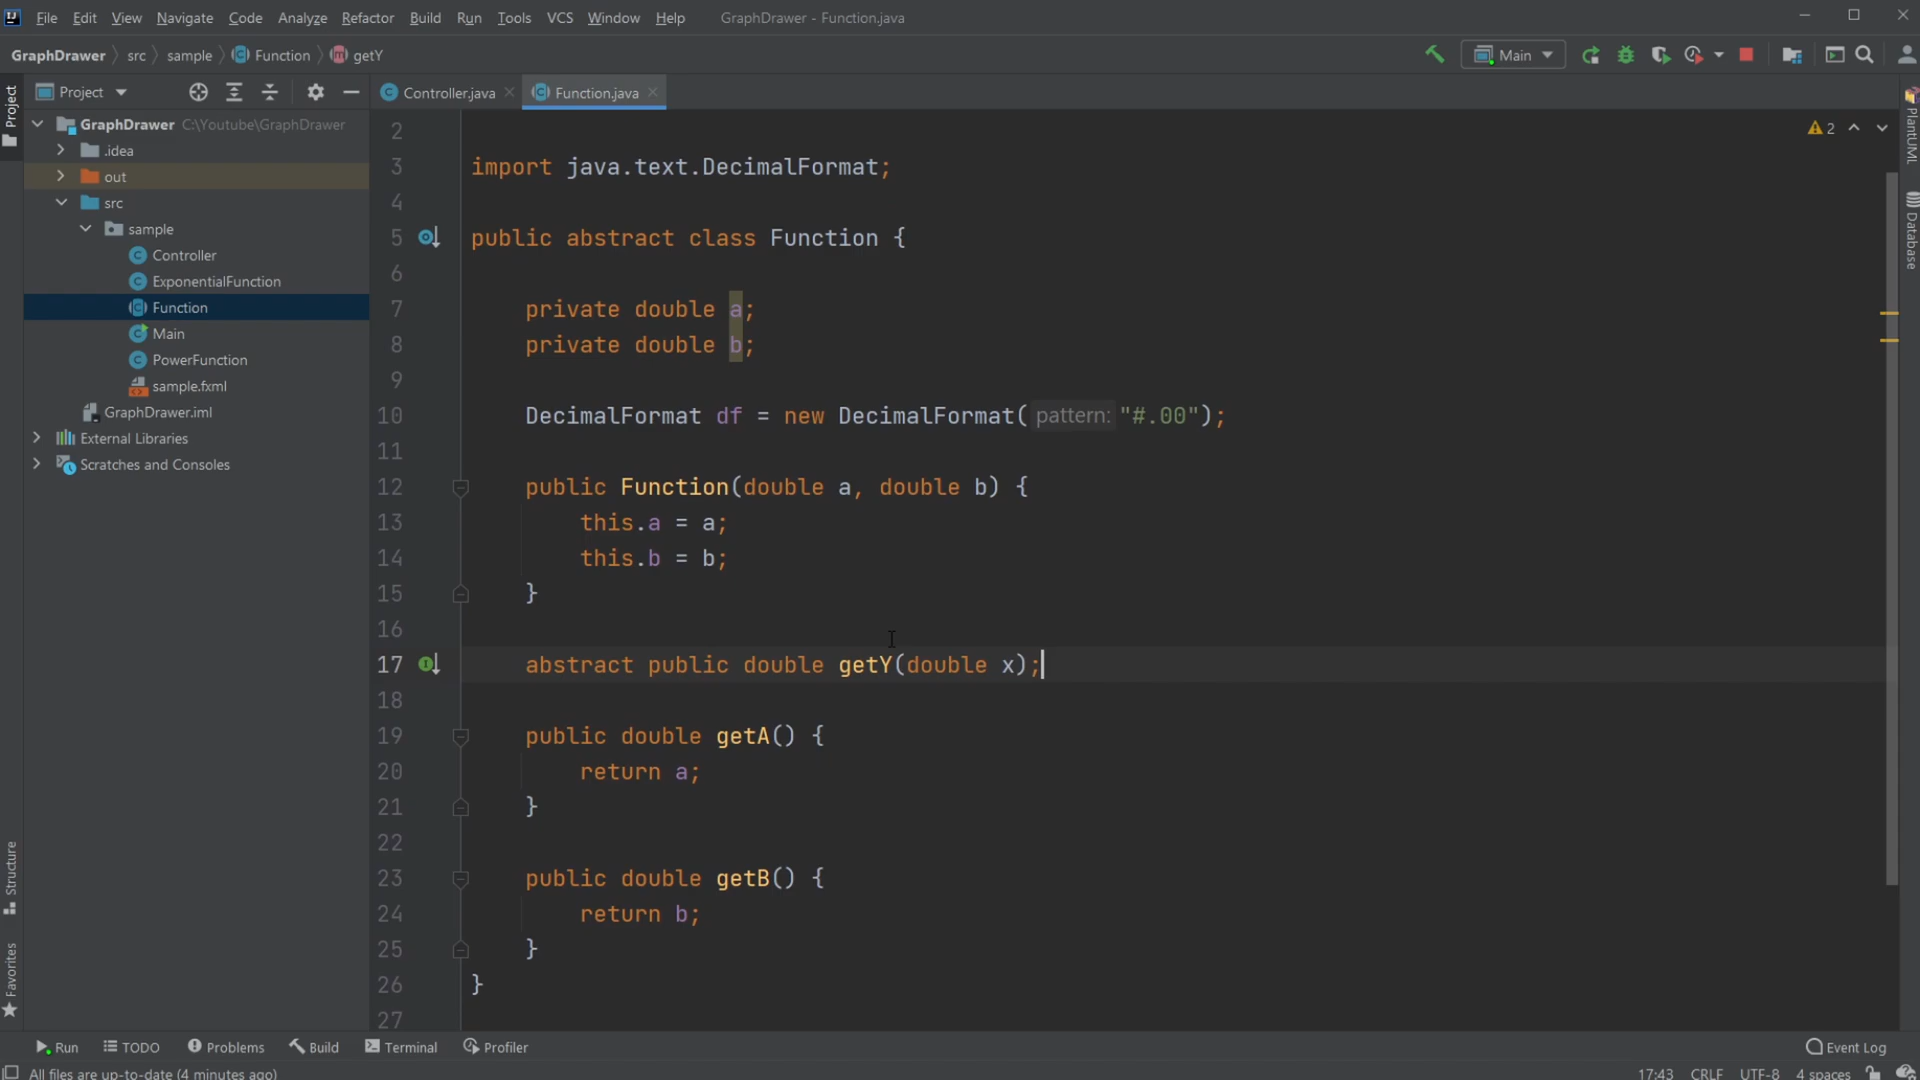 File Edit View Navigate Code Analyze Refactor Build Run Tools VCS Window Help GraphDrawer - Function.java
GraphDrawer src sample Function getY
Main
Project
Controller.java
Function.java
2
GraphDrawer C:\Youtube\GraphDrawer
.idea
out
src
sample
Controller
ExponentialFunction
Function
Main
PowerFunction
sample.fxml
GraphDrawer.iml
External Libraries
Scratches and Consoles
Project
Structure
Favorites
2
3 import java.text.DecimalFormat;
4
5 public abstract class Function {
6
7 private double a;
8 private double b;
9
10 DecimalFormat df = new DecimalFormat( pattern: "#.00");
11
12 public Function(double a, double b) {
13 this.a = a;
14 this.b = b;
15 }
16
17 abstract public double getY(double x);
18
19 public double getA() {
20 return a;
21 }
22
23 public double getB() {
24 return b;
25 }
26 }
27
PlantUML
Database
Run TODO Problems Build Terminal Profiler Event Log
All files are up-to-date (4 minutes ago) 17:43 CRLF UTF-8 4 spaces